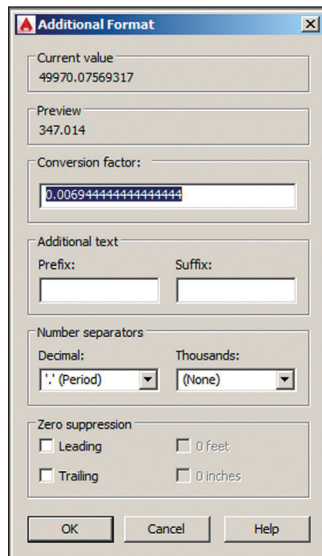 Additional Format
Current value
49970.07569317
Preview
347.014
Conversion factor:
0.00694444444444444
Additional text
Prefix: Suffix:
Number separators
Decimal: Thousands:
'.' (Period) (None)
Zero suppression
Leading 0 feet
Trailing 0 inches
OK Cancel Help